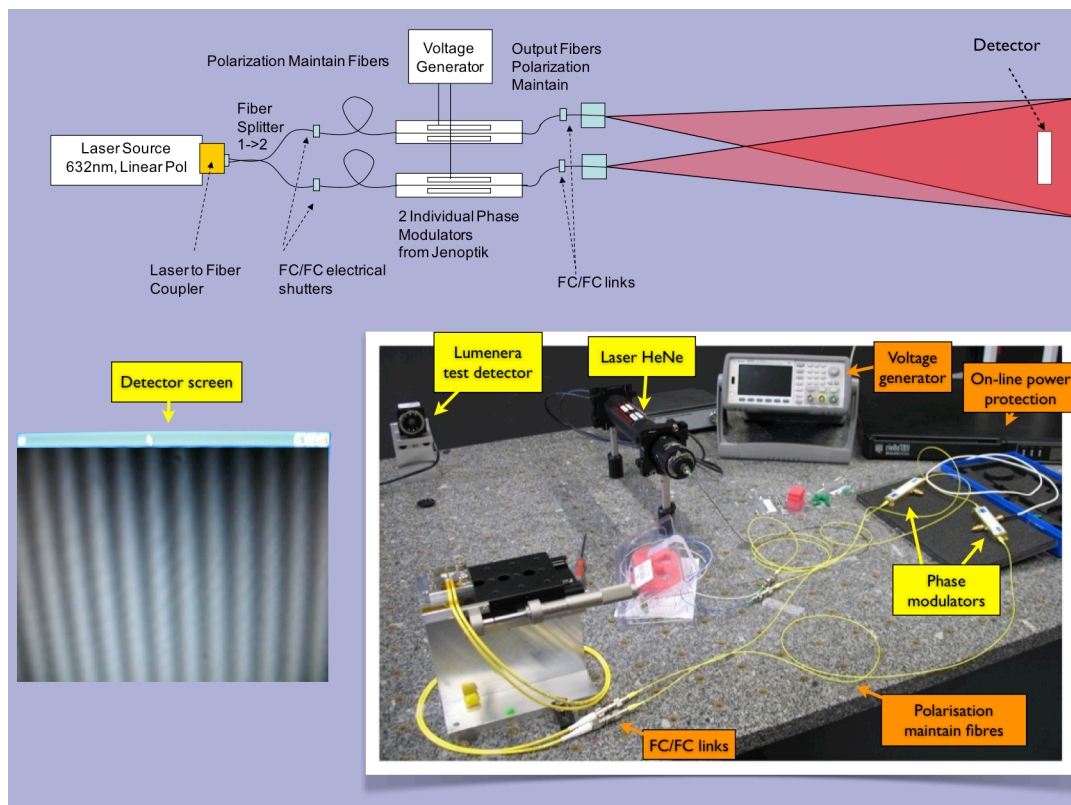 Detector
Voltage
Generator
Output Fibers
Polarization
Maintain
Polarization Maintain Fibers
Fiber
Splitter
1->2
Laser Source
632nm, Linear Pol
2 Individual Phase
Modulators
from Jenoptik
Laser to Fiber
Coupler
FC/FC electrical
shutters
FC/FC links
Detector screen
Lumenera
test detector
Laser HeNe
Voltage
generator
On-line power
protection
Phase
modulators
Polarisation
maintain fibres
FC/FC links